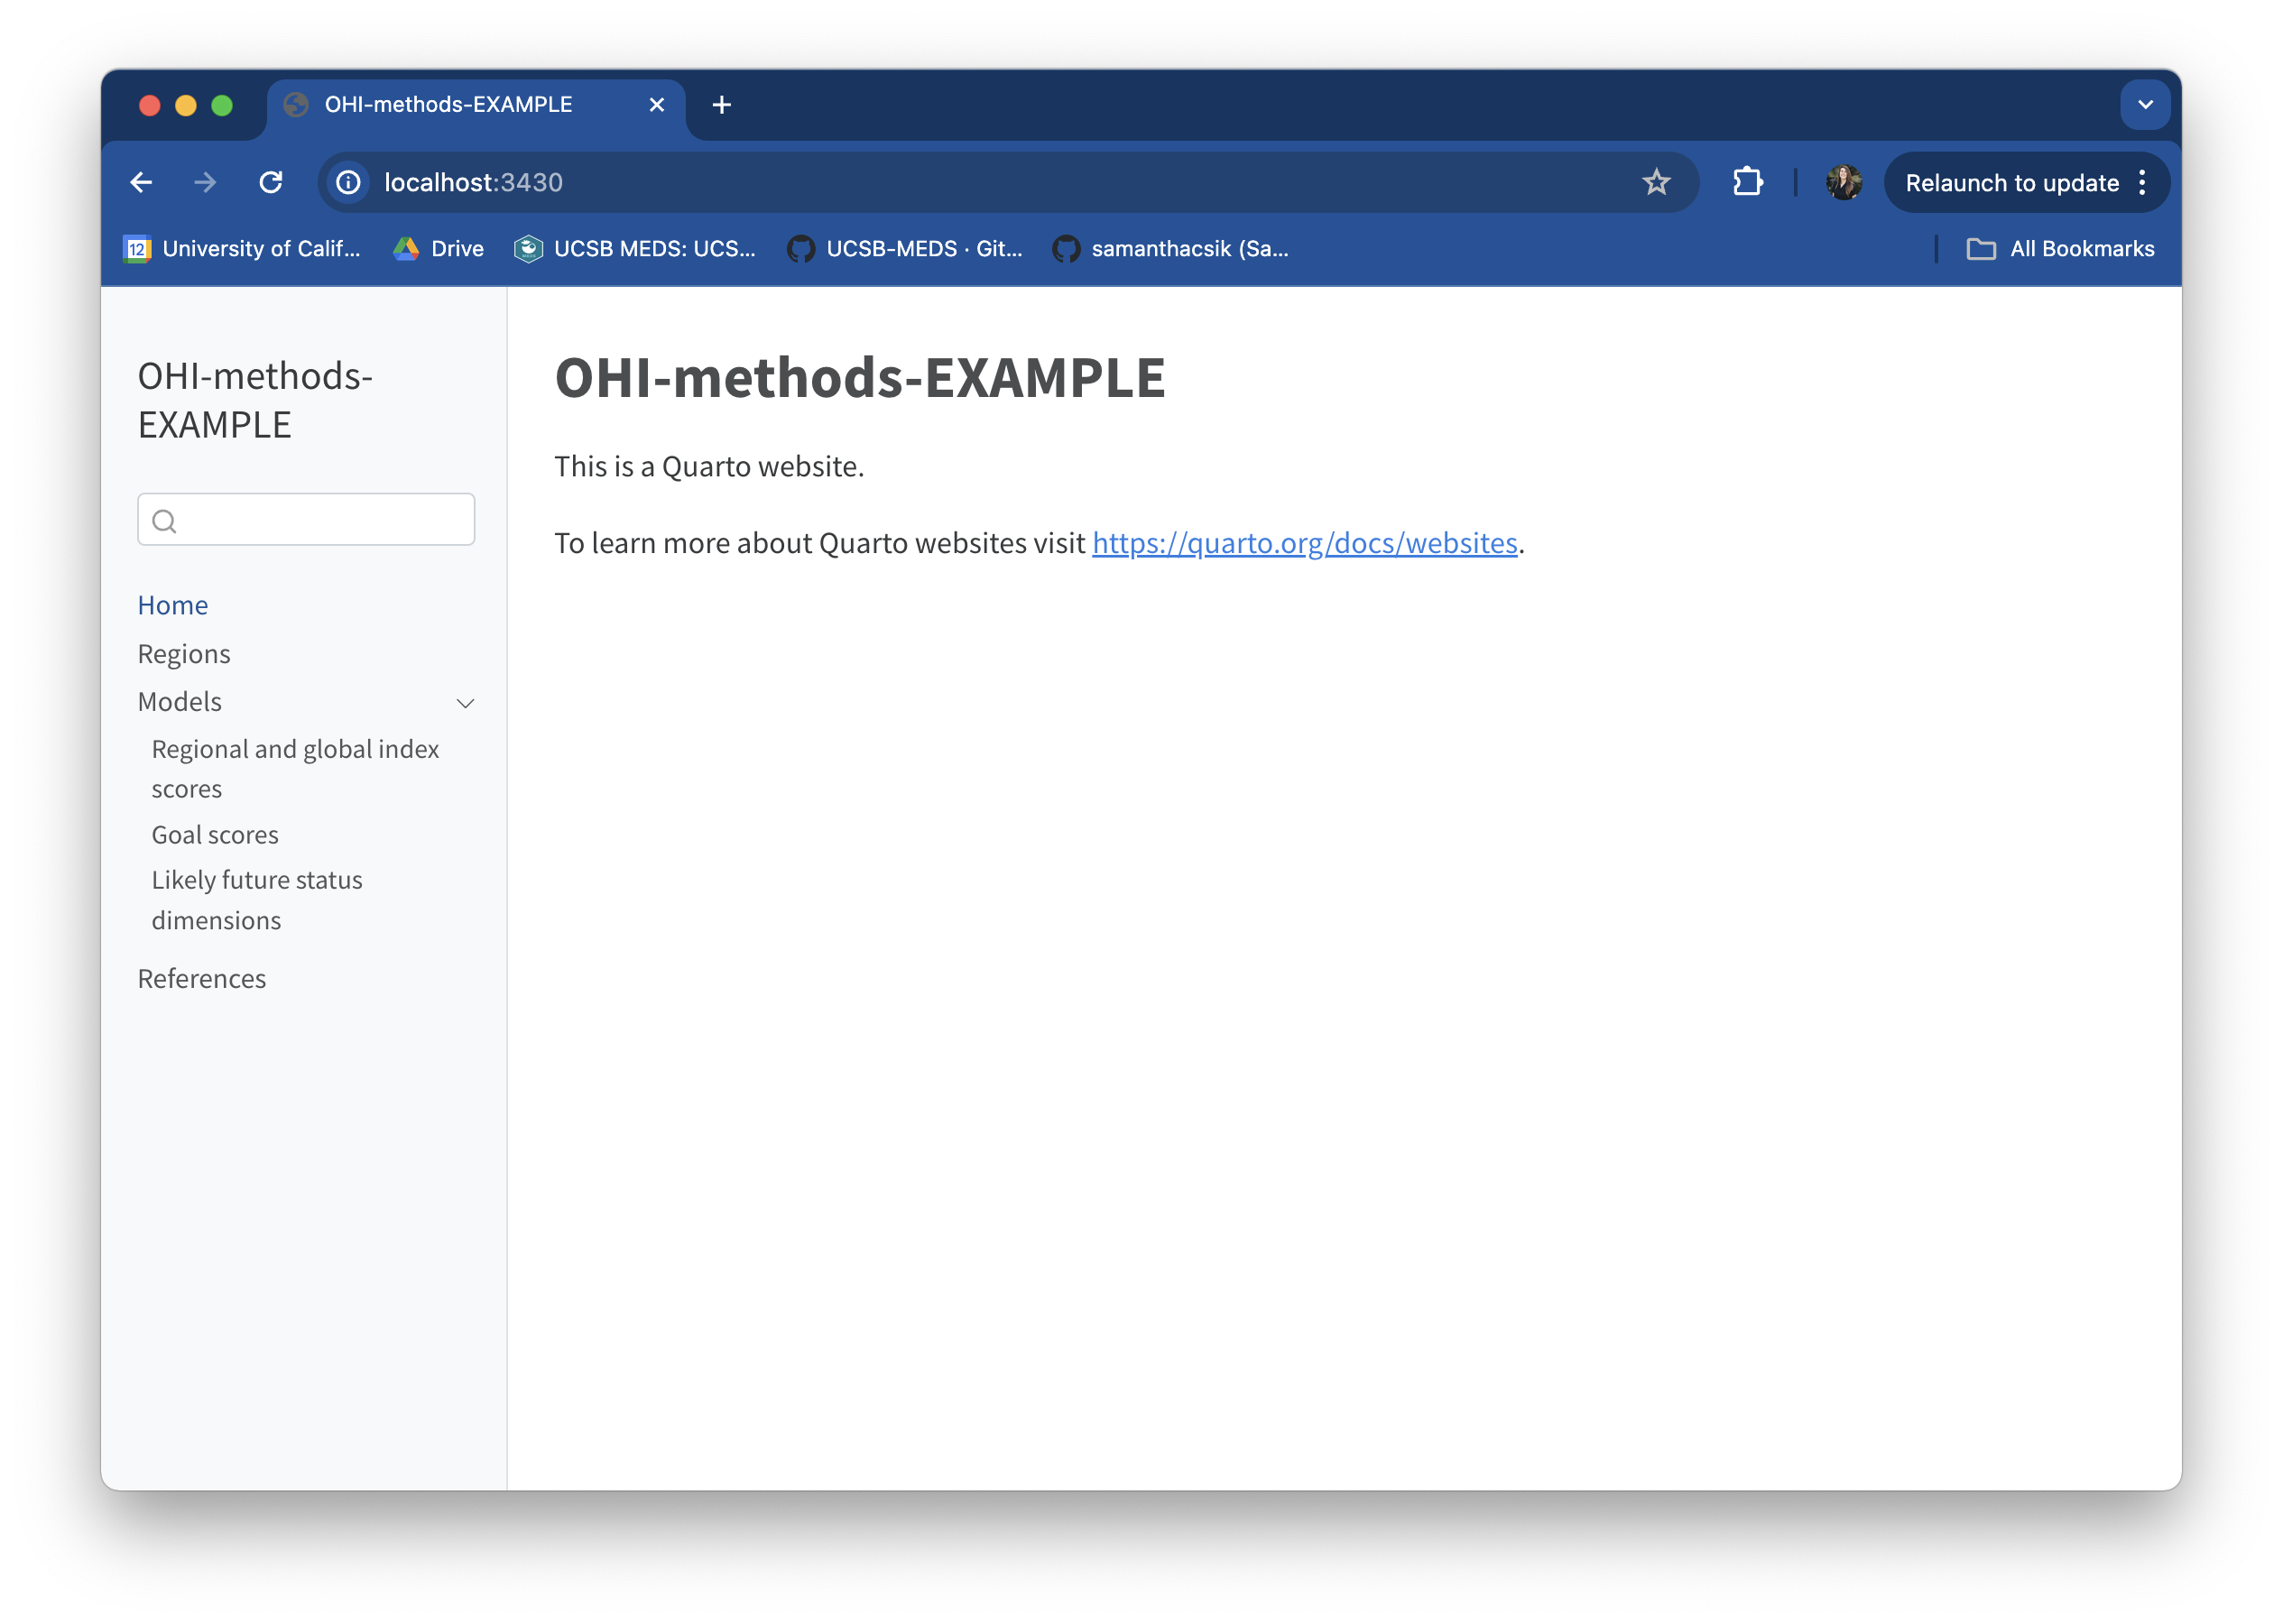 OHI-methods-EXAMPLE
localhost:3430
Relaunch to update
12
University of Calif...
Drive
UCSB MEDS: UCS...
UCSB-MEDS · Git...
samanthacsik (Sa...
All Bookmarks
OHI-methods-
EXAMPLE
Home
Regions
Models
Regional and global index
scores
Goal scores
Likely future status
dimensions
References
OHI-methods-EXAMPLE
This is a Quarto website.
To learn more about Quarto websites visit https://quarto.org/docs/websites.